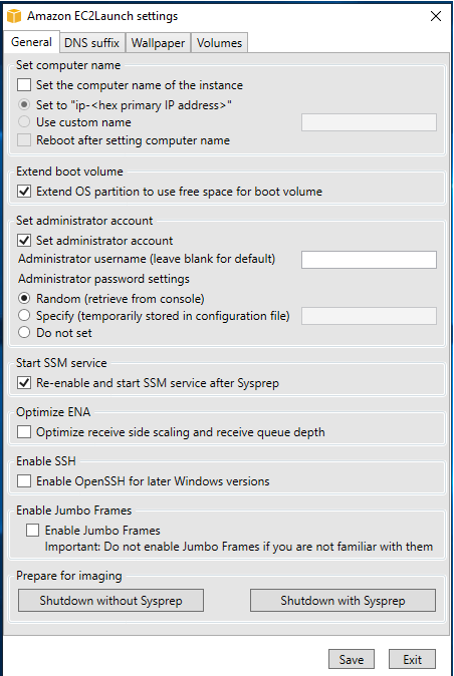 Amazon EC2Launch settings
General DNS suffix Wallpaper Volumes
Set computer name
Set the computer name of the instance
Set to "ip-<hex primary IP address>"
Use custom name
Reboot after setting computer name
Extend boot volume
Extend OS partition to use free space for boot volume
Set administrator account
Set administrator account
Administrator username (leave blank for default)
Administrator password settings
Random (retrieve from console)
Specify (temporarily stored in configuration file)
Do not set
Start SSM service
Re-enable and start SSM service after Sysprep
Optimize ENA
Optimize receive side scaling and receive queue depth
Enable SSH
Enable OpenSSH for later Windows versions
Enable Jumbo Frames
Enable Jumbo Frames
Important: Do not enable Jumbo Frames if you are not familiar with them
Prepare for imaging
Shutdown without Sysprep Shutdown with Sysprep
Save Exit